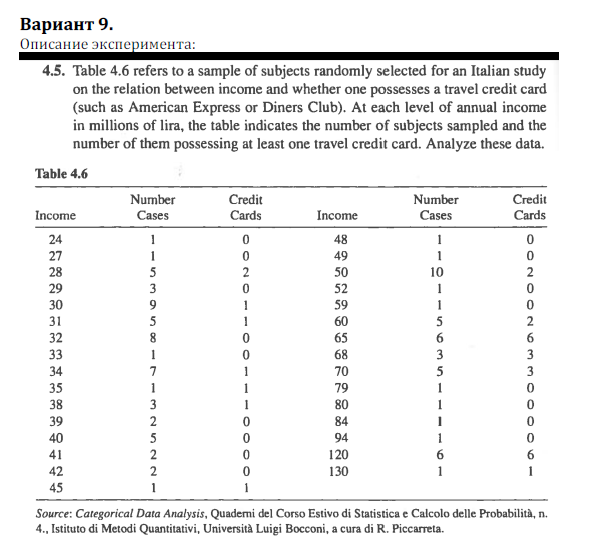 Вариант 9.
Описание эксперимента:
4.5. Table 4.6 refers to a sample of subjects randomly selected for an Italian study
on the relation between income and whether one possesses a travel credit card
(such as American Express or Diners Club). At each level of annual income
in millions of lira, the table indicates the number of subjects sampled and the
number of them possessing at least one travel credit card. Analyze these data.
Table 4.6
Number Credit Number Credit
Income Cases Cards Income Cases Cards
24 1 0 48 1 0
27 1 0 49 1 0
28 5 2 50 10 2
29 3 0 52 1 0
30 9 1 59 1 0
31 5 1 60 5 2
32 8 0 65 6 6
33 1 0 68 3 3
34 7 1 70 5 3
35 1 1 79 1 0
38 3 1 80 1 0
39 2 0 84 1 0
40 5 0 94 1 0
41 2 0 120 6 6
42 2 0 130 1 1
45 1 1
Source: Categorical Data Analysis, Quaderni del Corso Estivo di Statistica e Calcolo delle Probabilità, n.
4., Istituto di Metodi Quantitativi, Università Luigi Bocconi, a cura di R. Piccarreta.